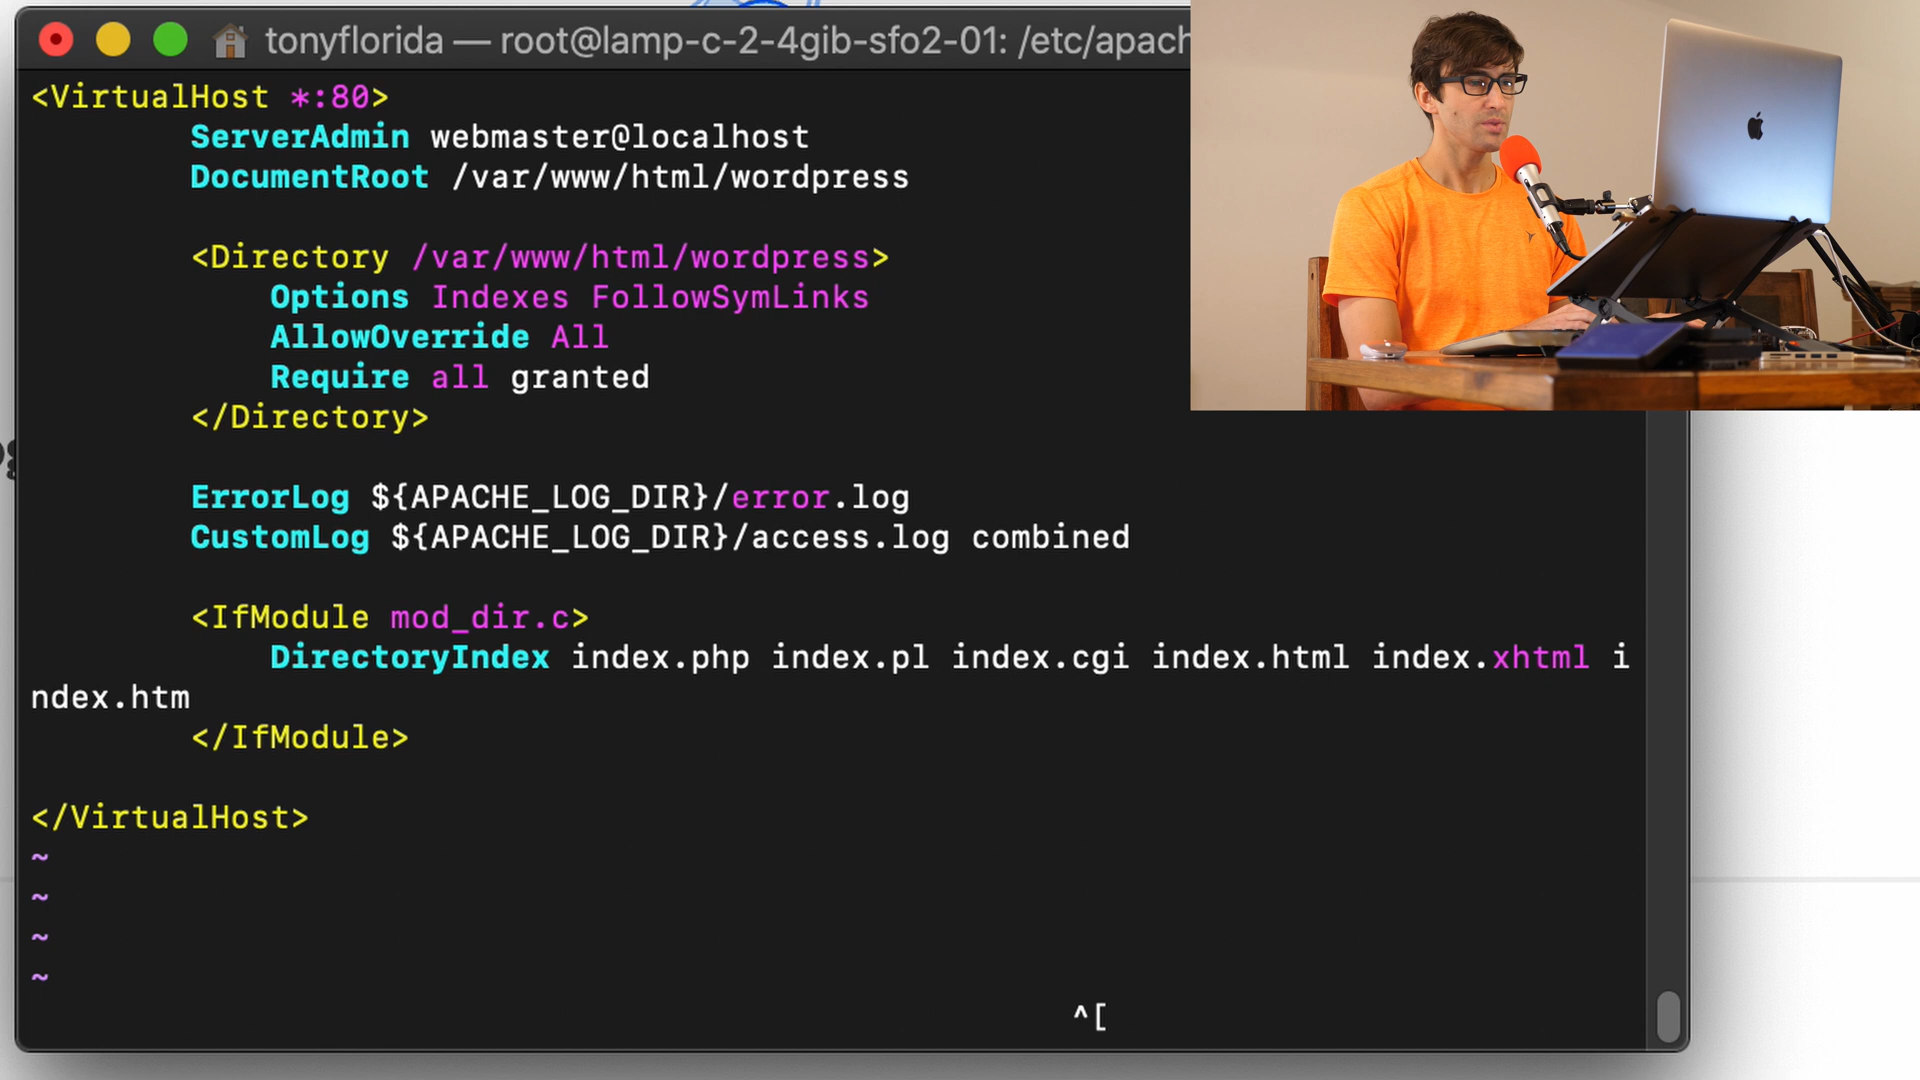 tonyflorida — root@lamp-c-2-4gib-sfo2-01: /etc/apach
<VirtualHost *:80>
ServerAdmin webmaster@localhost
DocumentRoot /var/www/html/wordpress
<Directory /var/www/html/wordpress>
Options Indexes FollowSymLinks
AllowOverride All
Require all granted
</Directory>
ErrorLog ${APACHE_LOG_DIR}/error.log
CustomLog ${APACHE_LOG_DIR}/access.log combined
<IfModule mod_dir.c>
DirectoryIndex index.php index.pl index.cgi index.html index.xhtml i
ndex.htm
</IfModule>
</VirtualHost>
~
~
~
~
^[